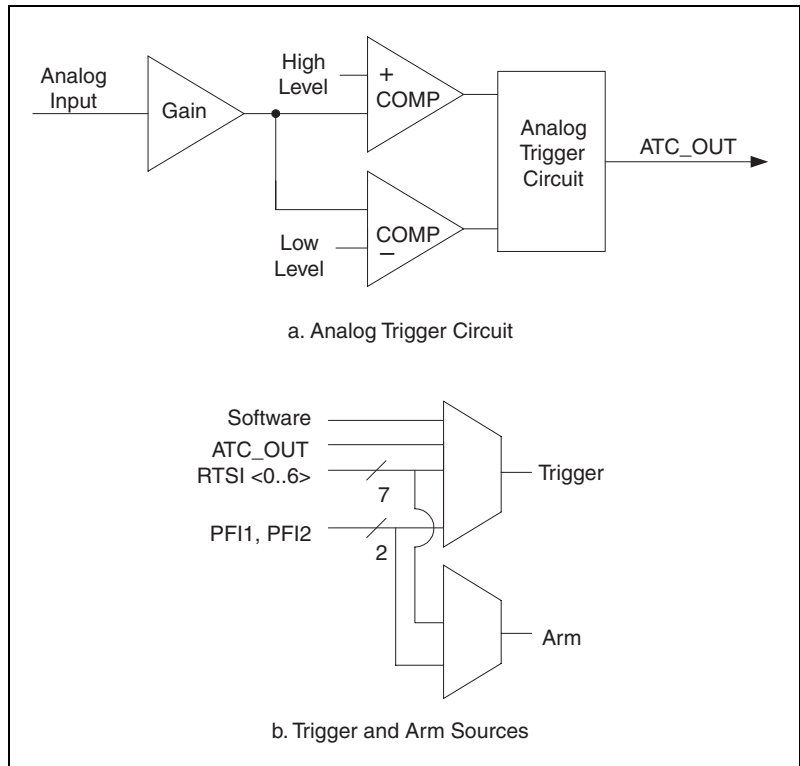 Analog
Input
Gain
High
Level
+
COMP
COMP
−
Low
Level
Analog
Trigger
Circuit
ATC_OUT
a. Analog Trigger Circuit
Software
ATC_OUT
RTSI <0..6>
7
PFI1, PFI2
2
Trigger
Arm
b. Trigger and Arm Sources